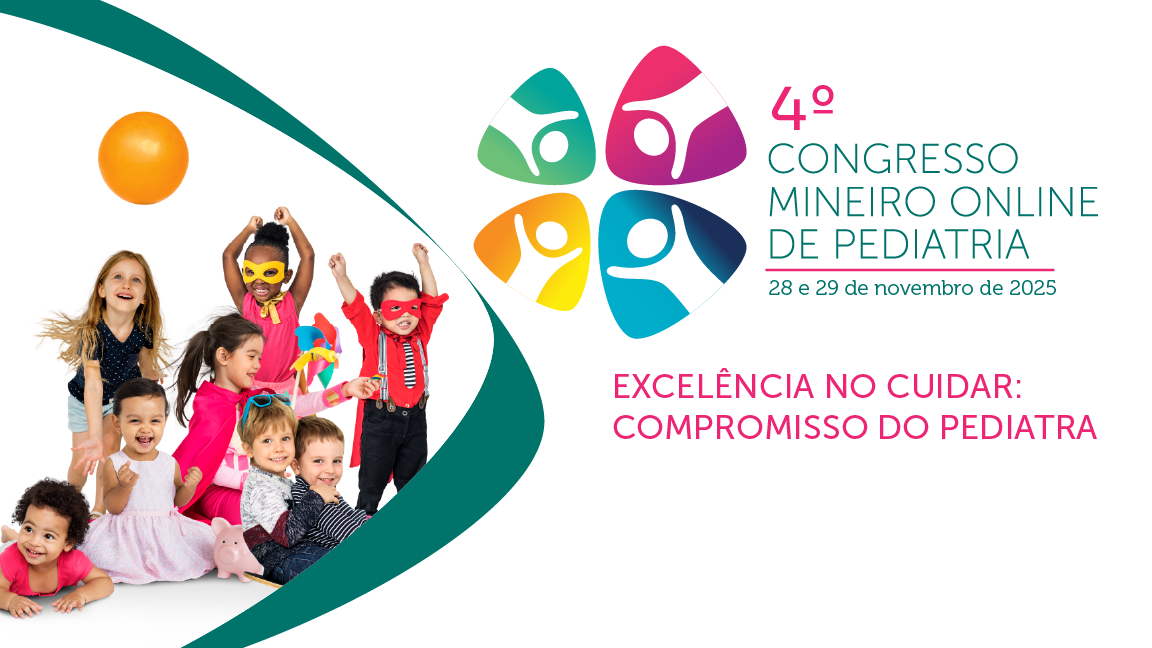 4º
CONGRESSO
MINEIRO ONLINE
DE PEDIATRIA
28 e 29 de novembro de 2025
EXCELÊNCIA NO CUIDAR:
COMPROMISSO DO PEDIATRA